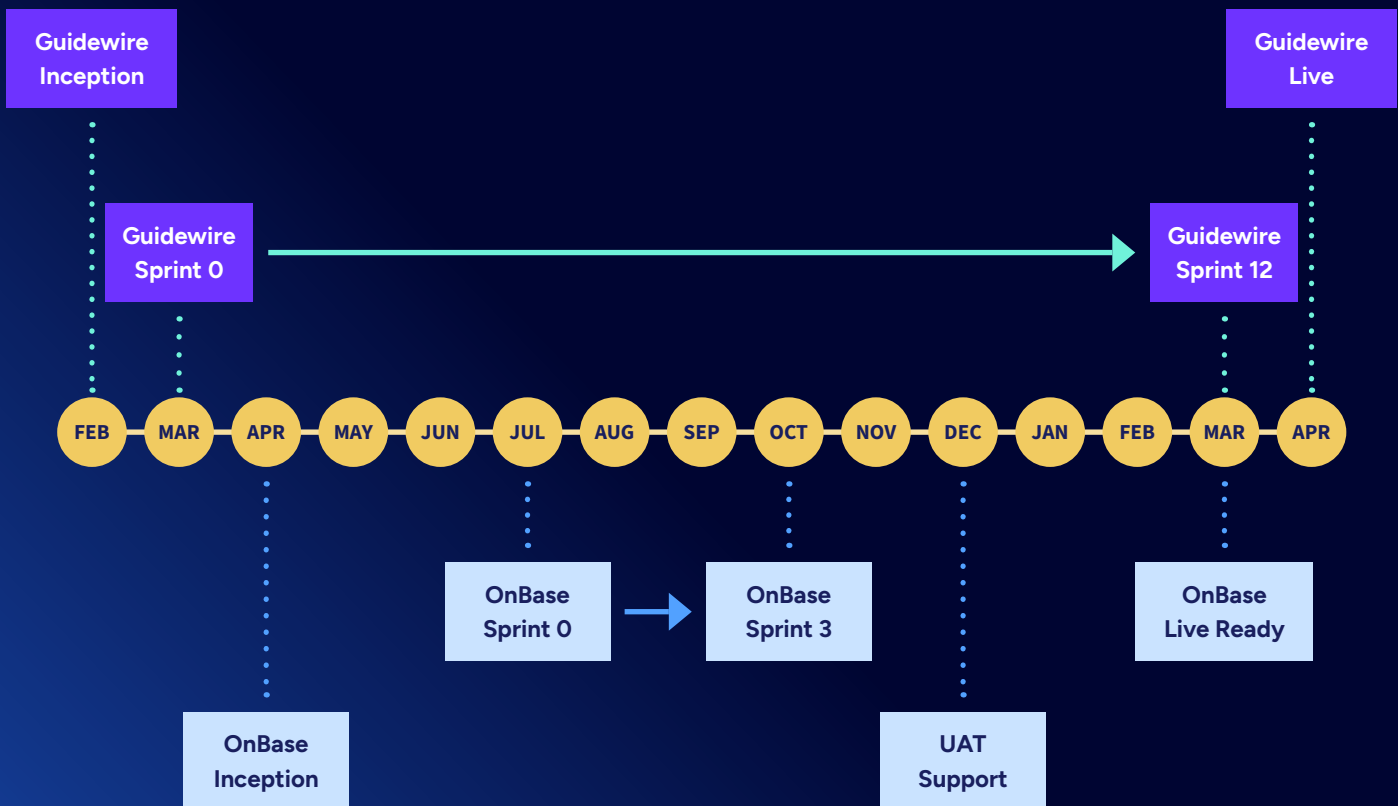 Guidewire
Inception
Guidewire
Live
Guidewire
Sprint 0
Guidewire
Sprint 12
FEB MAR APR MAY JUN JUL AUG SEP OCT NOV DEC JAN FEB MAR APR
OnBase
Sprint 0
OnBase
Sprint 3
OnBase
Live Ready
OnBase
Inception
UAT
Support